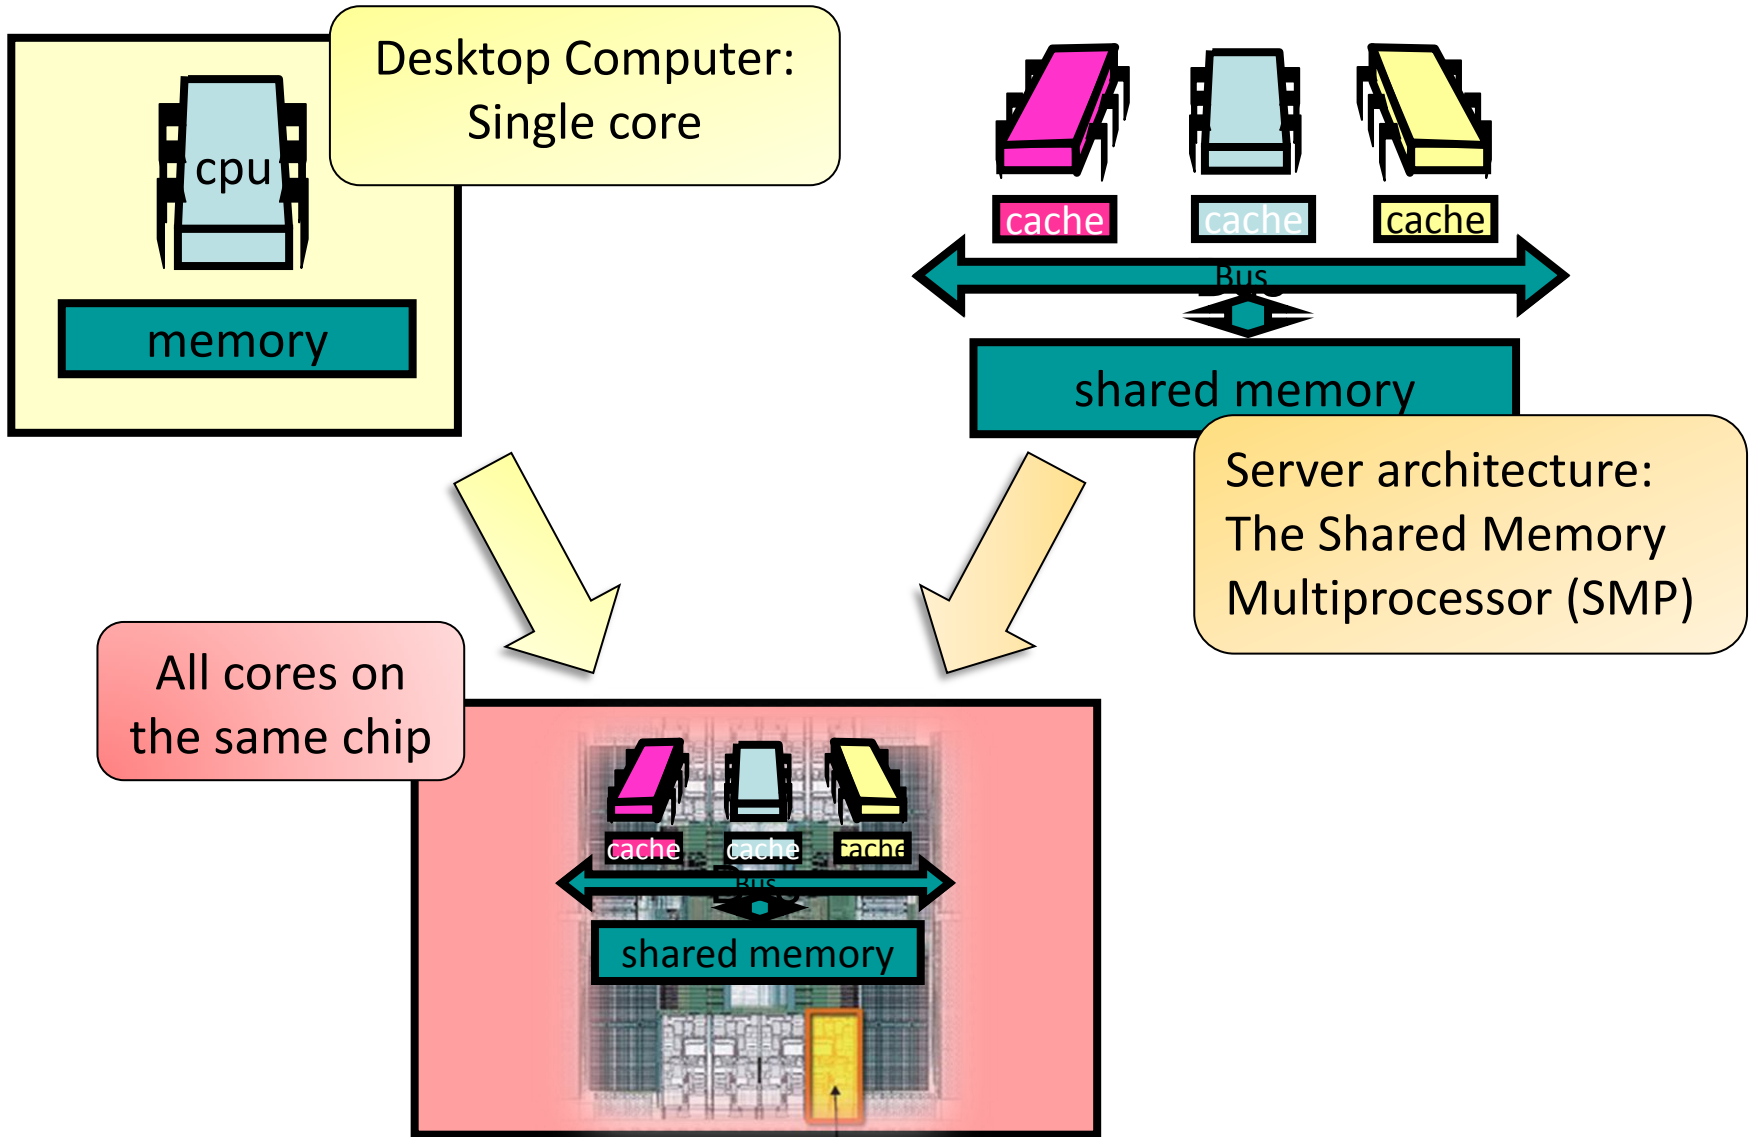 Desktop Computer:
Single core
cpu
memory
cache
cache
cache
Bus
shared memory
Server architecture:
The Shared Memory
Multiprocessor (SMP)
All cores on
the same chip
cache
cache
cache
Bus
shared memory